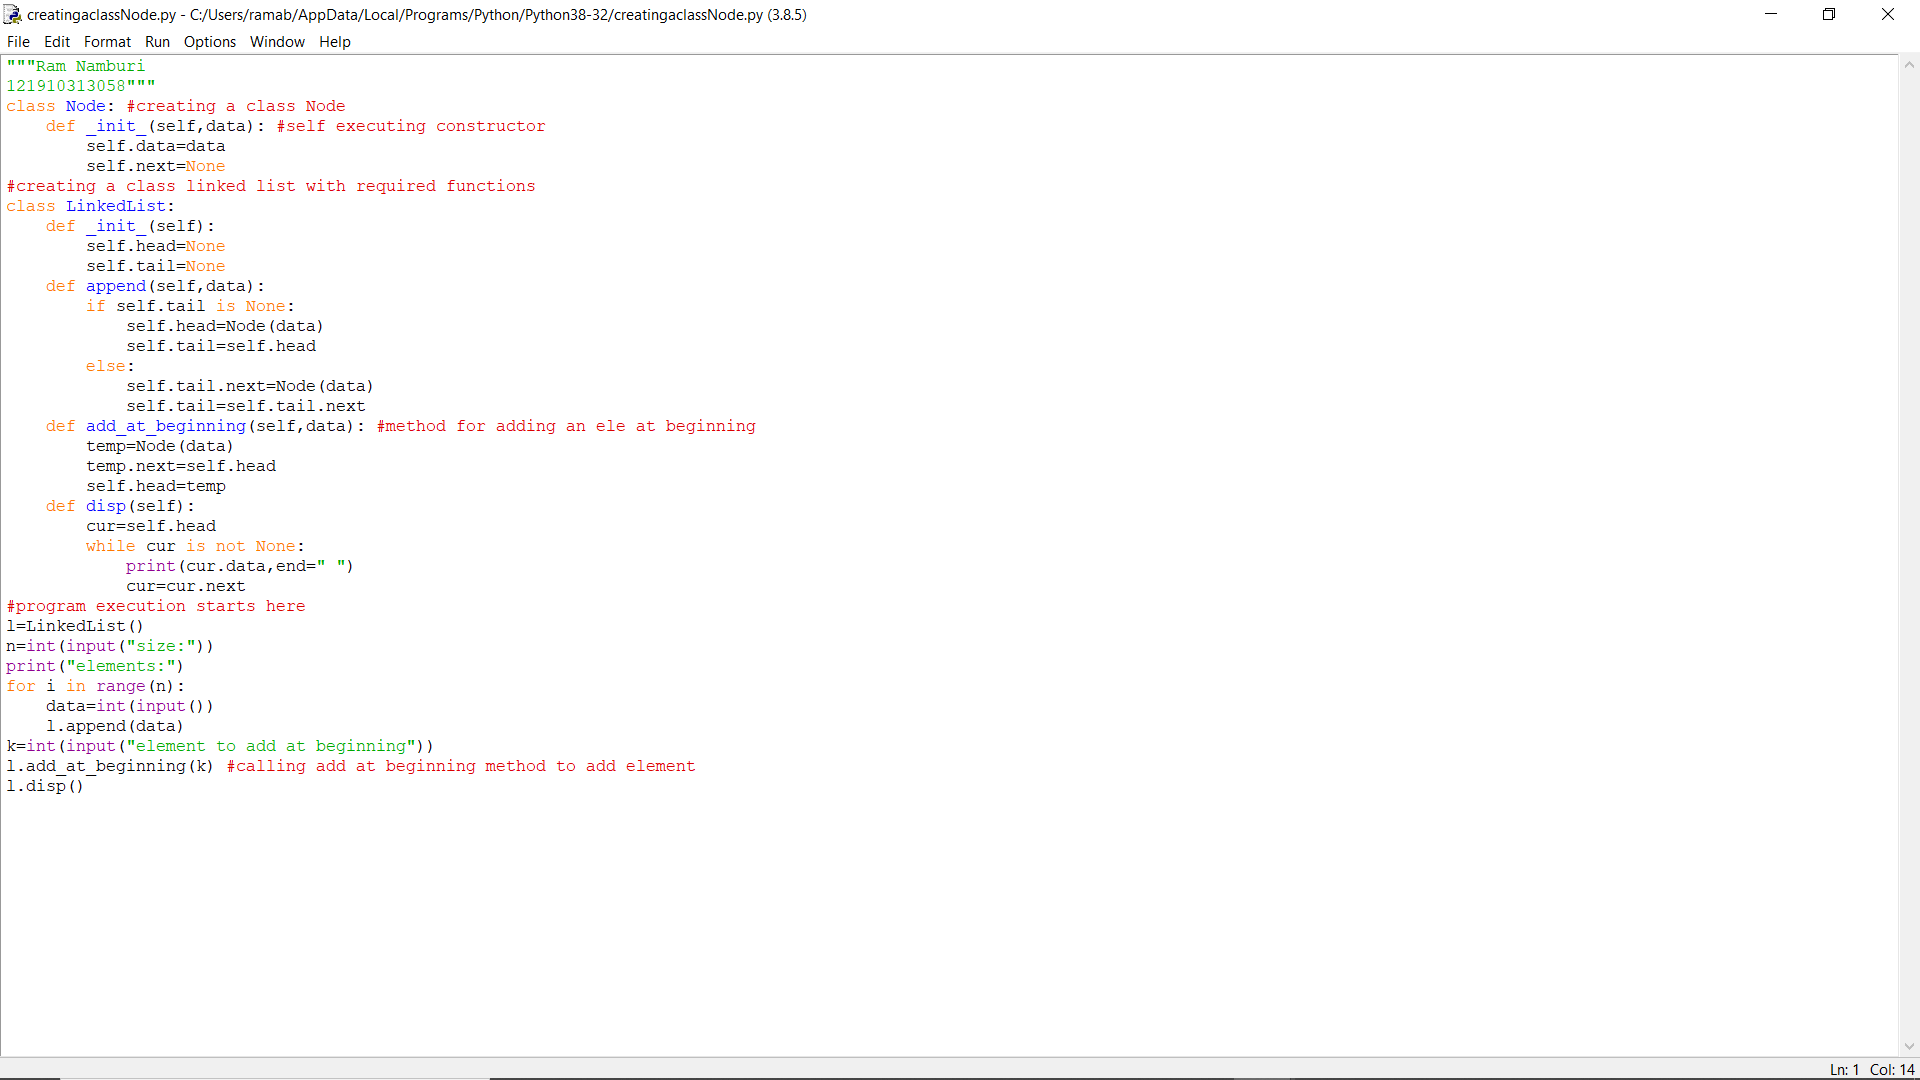 creatingaclassNode.py - C:/Users/ramab/AppData/Local/Programs/Python/Python38-32/creatingaclassNode.py (3.8.5)
File Edit Format Run Options Window Help
"""Ram Namburi
121910313058"""
class Node: #creating a class Node
    def _init_(self,data): #self executing constructor
        self.data=data
        self.next=None
#creating a class linked list with required functions
class LinkedList:
    def _init_(self):
        self.head=None
        self.tail=None
    def append(self,data):
        if self.tail is None:
            self.head=Node(data)
            self.tail=self.head
        else:
            self.tail.next=Node(data)
            self.tail=self.tail.next
    def add_at_beginning(self,data): #method for adding an ele at beginning
        temp=Node(data)
        temp.next=self.head
        self.head=temp
    def disp(self):
        cur=self.head
        while cur is not None:
            print(cur.data,end=" ")
            cur=cur.next
#program execution starts here
l=LinkedList()
n=int(input("size:"))
print("elements:")
for i in range(n):
    data=int(input())
    l.append(data)
k=int(input("element to add at beginning"))
l.add_at_beginning(k) #calling add at beginning method to add element
l.disp()
Ln: 1 Col: 14